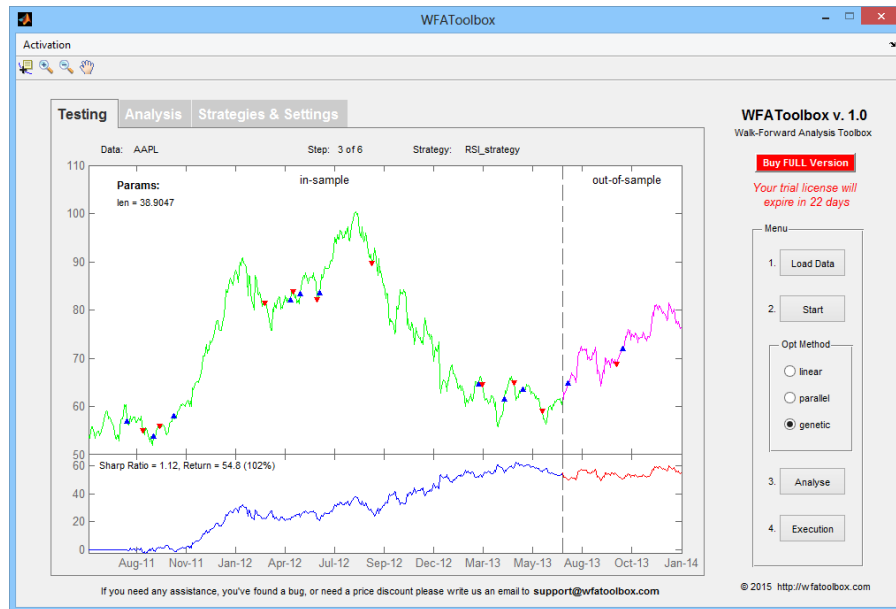 WFAToolbox
Activation
Testing Analysis Strategies & Settings
Data: AAPL Step: 3 of 6 Strategy: RSI_strategy
in-sample out-of-sample
Params:
len = 38.9047
110
100
90
80
70
60
50
Sharp Ratio = 1.12, Return = 54.8 (102%)
60
40
20
0
Aug-11 Nov-11 Jan-12 Apr-12 Jul-12 Sep-12 Dec-12 Mar-13 May-13 Aug-13 Oct-13 Jan-14
WFAToolbox v. 1.0
Walk-Forward Analysis Toolbox
Buy FULL Version
Your trial license will
expire in 22 days
Menu
1. Load Data
2. Start
Opt Method
linear
parallel
genetic
3. Analyse
4. Execution
If you need any assistance, you've found a bug, or need a price discount please write us an email to support@wfatoolbox.com
© 2015 http://wfatoolbox.com